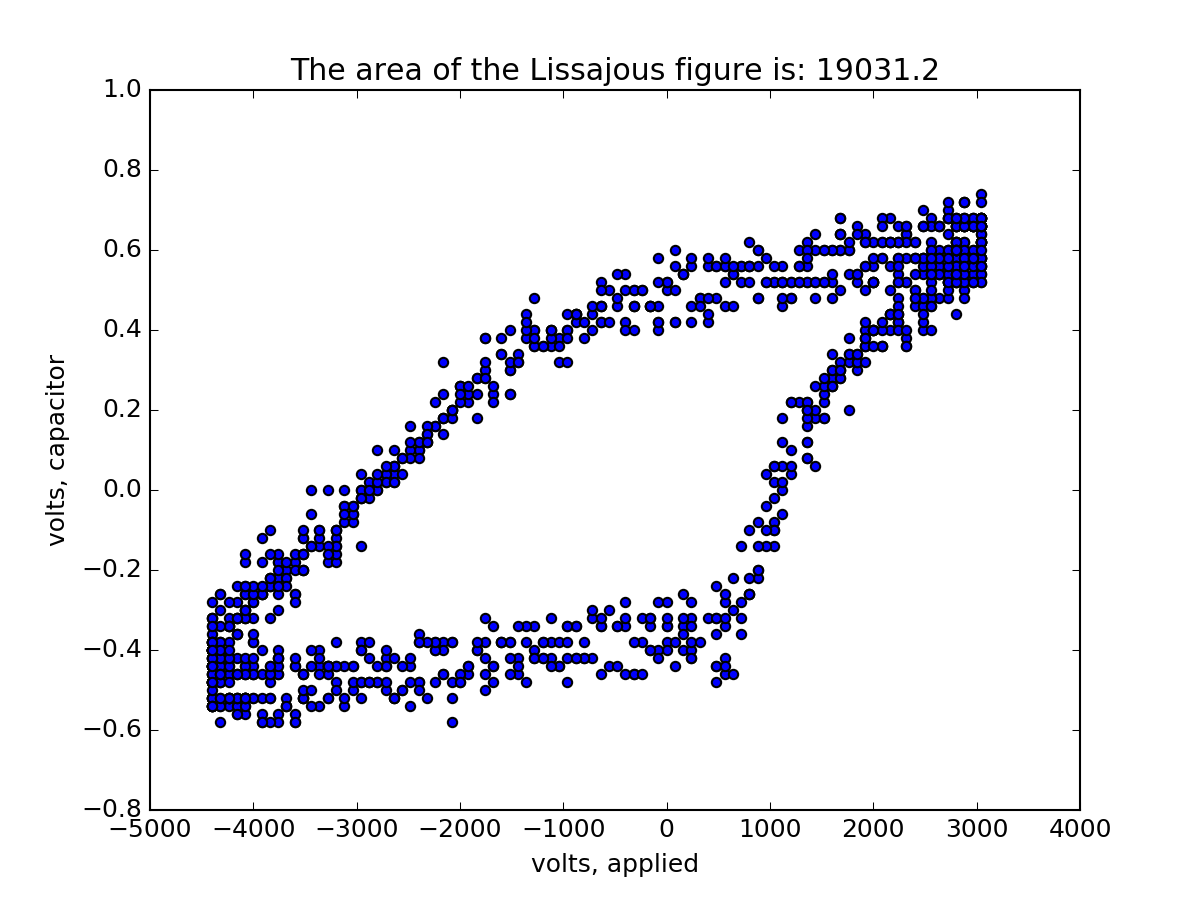 The area of the Lissajous figure is: 19031.2
1.0
0.8
0.6
0.4
0.2
0.0
−0.2
−0.4
−0.6
−0.8
volts, capacitor
−5000 −4000 −3000 −2000 −1000 0 1000 2000 3000 4000
volts, applied